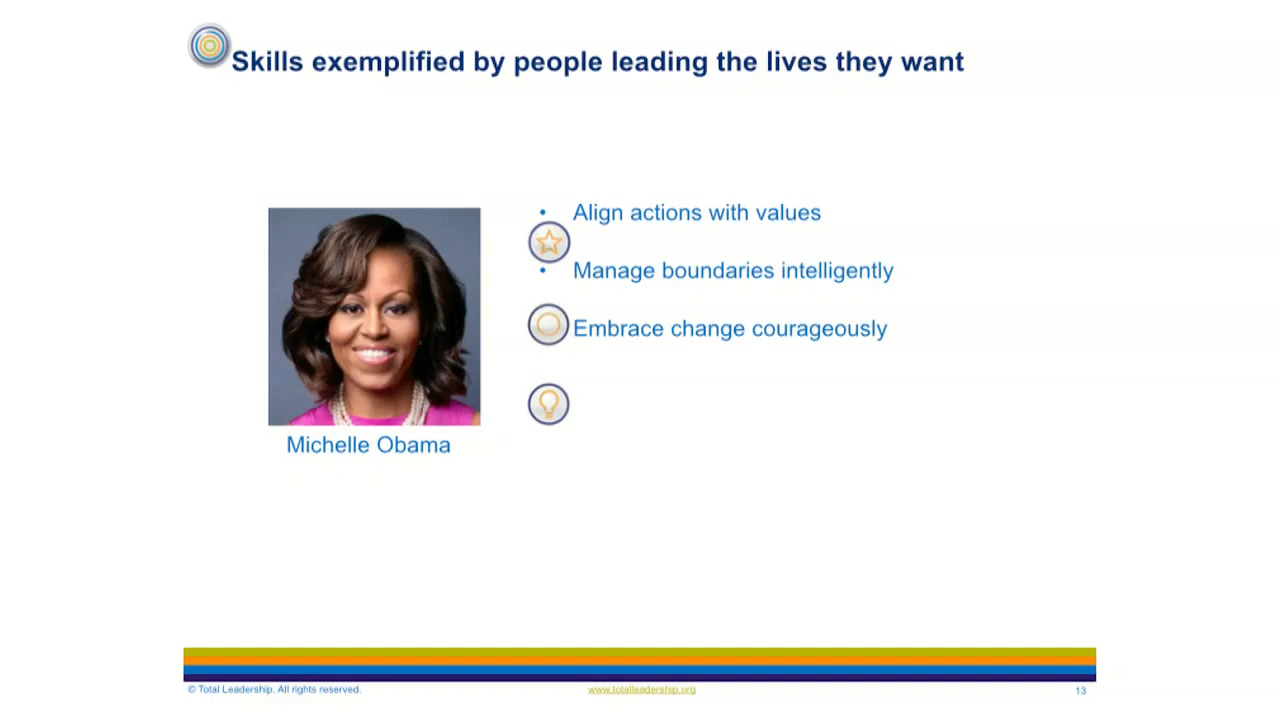 Skills exemplified by people leading the lives they want
• Align actions with values
• Manage boundaries intelligently
Embrace change courageously
Michelle Obama
© Total Leadership. All rights reserved.
www.totalleadership.org
13